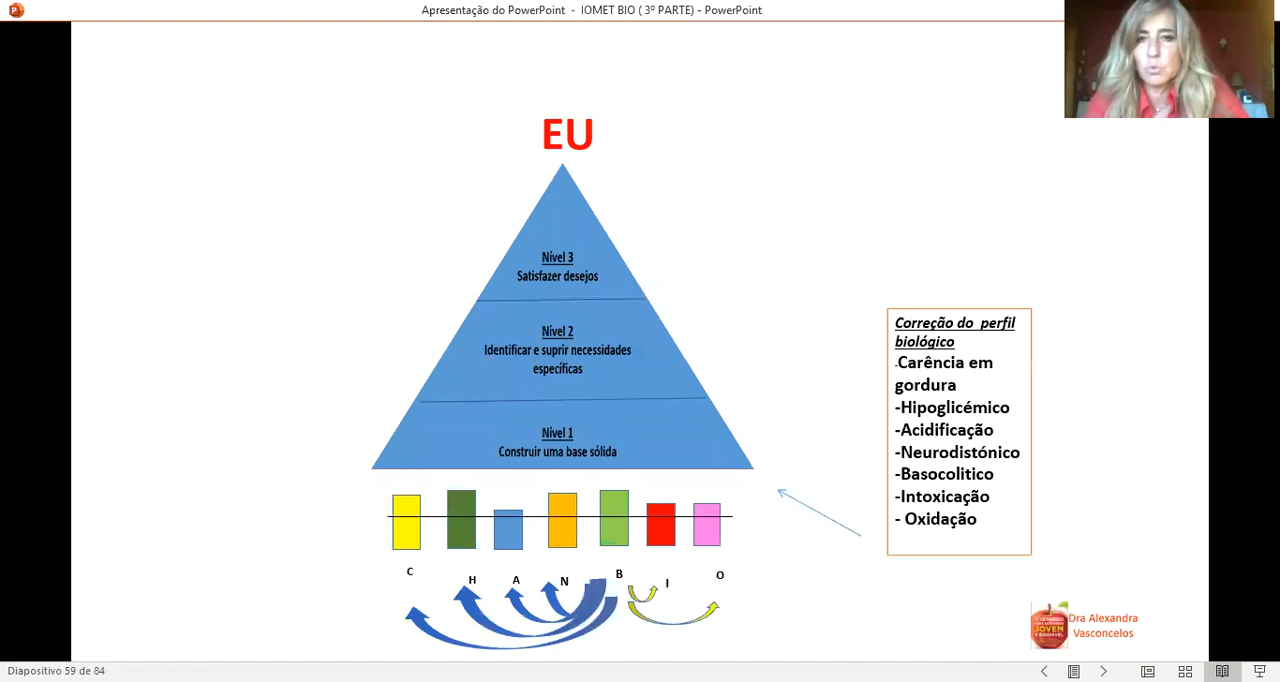 Apresentação do PowerPoint - IOMET BIO ( 3º PARTE) - PowerPoint
EU
Nível 3
Satisfazer desejos
Nível 2
Identificar e suprir necessidades
específicas
Nível 1
Construir uma base sólida
Correção do perfil
biológico
-Carência em
gordura
-Hipoglicémico
-Acidificação
-Neurodistónico
-Basocolitico
-Intoxicação
- Oxidação
C H A N B I O
JOVEM
Dra Alexandra
Vasconcelos
Diapositivo 59 de 84